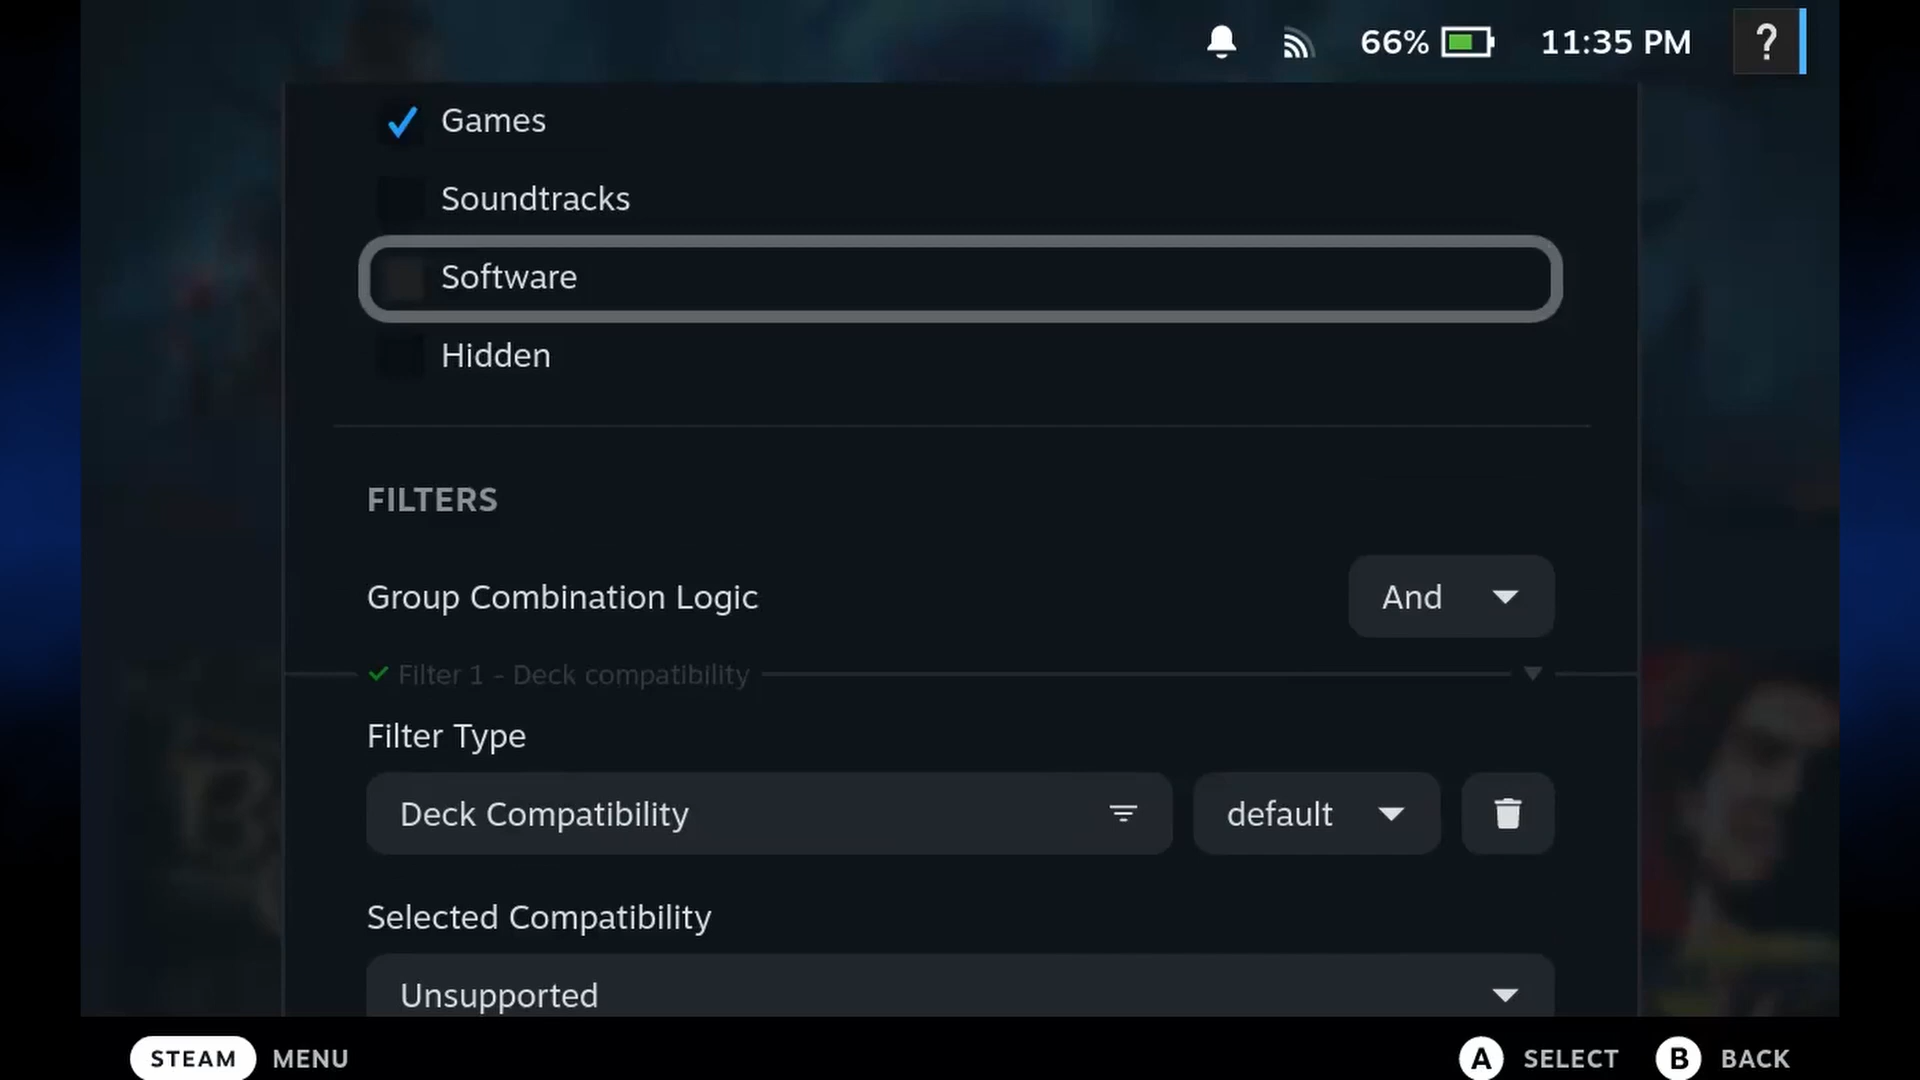 66% 11:35 PM ?
Games
Soundtracks
Software
Hidden
FILTERS
Group Combination Logic And
Filter 1 - Deck compatibility
Filter Type
Deck Compatibility default
Selected Compatibility
Unsupported
STEAM MENU A SELECT B BACK